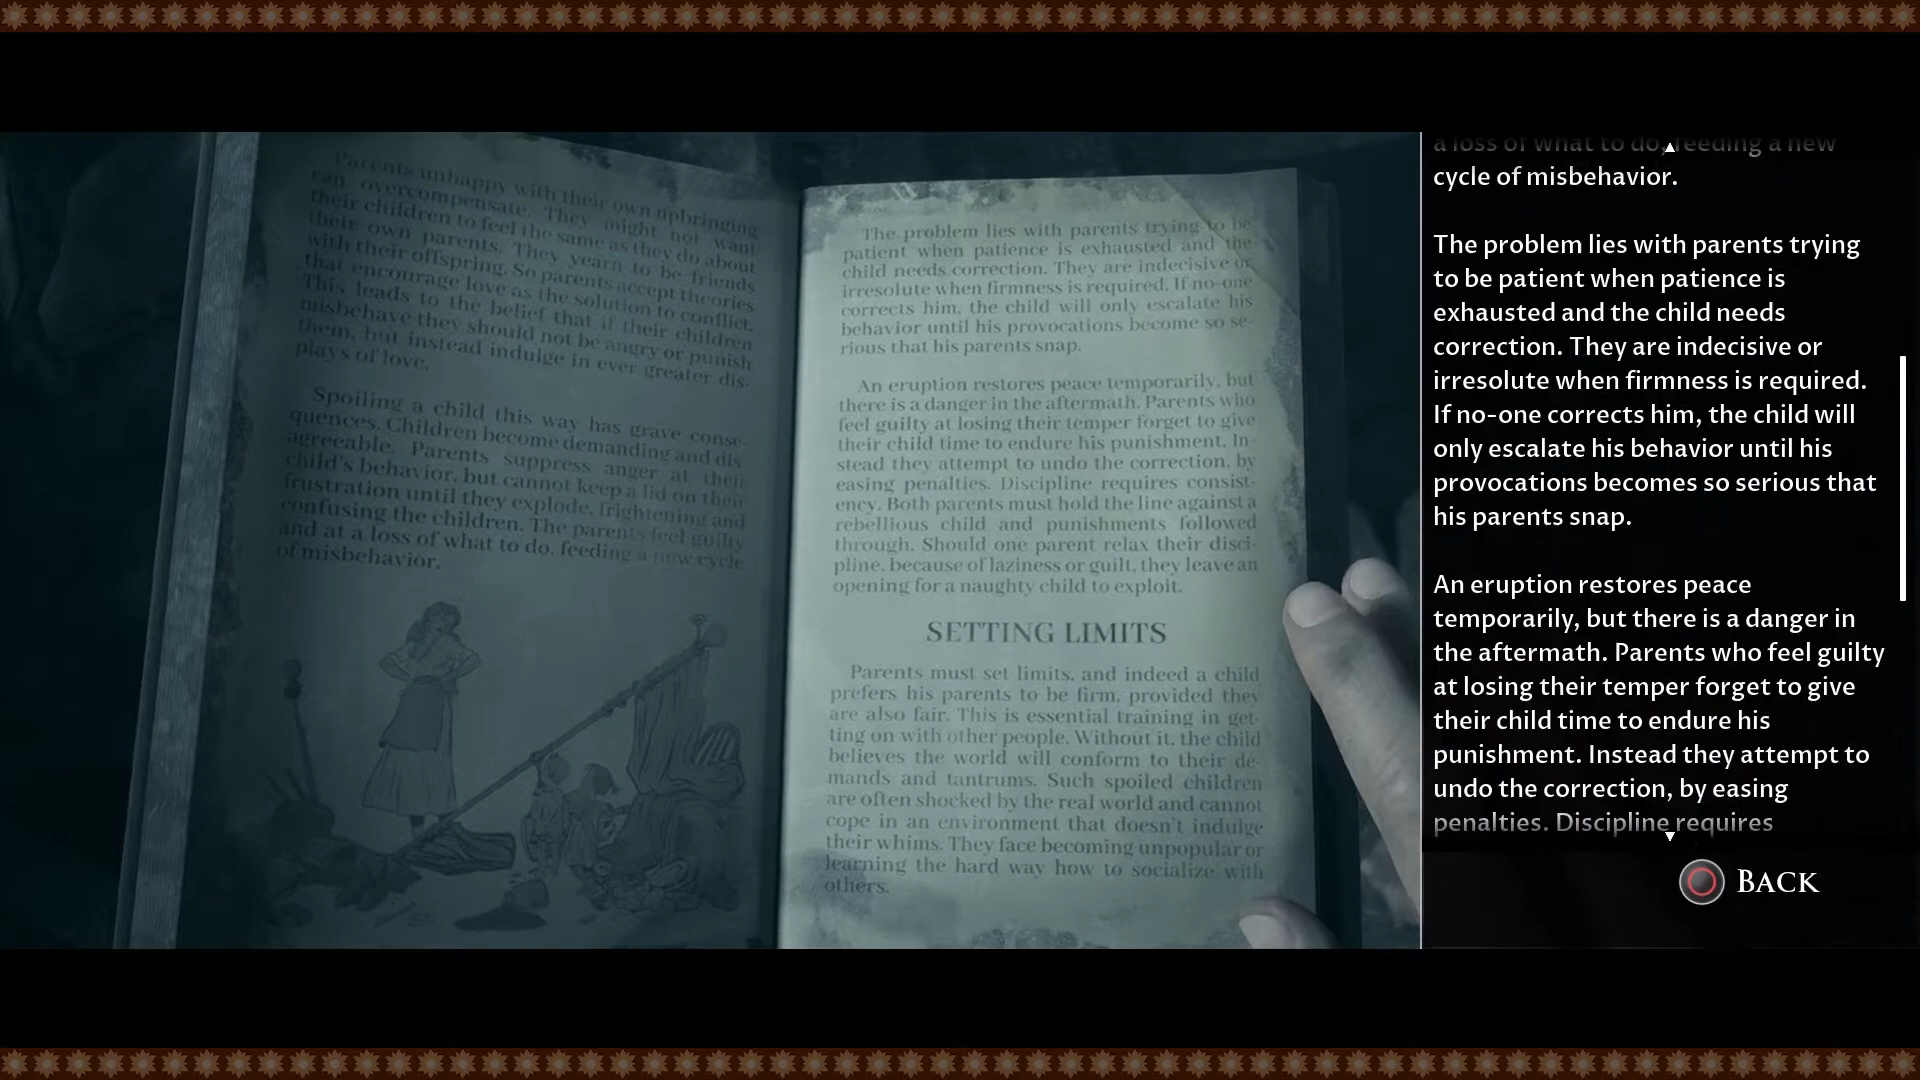 Parents unhappy with their own upbringing
can overcompensate. They might not want
their children to feel the same as they do about
their own parents. They yearn to be friends
with their offspring. So parents accept theories
that encourage love as the solution to conflict.
This leads to the belief that if their children
misbehave they should not be angry or punish
them, but instead indulge in ever greater dis-
plays of love.
Spoiling a child this way has grave conse-
quences. Children become demanding and dis
agreeable. Parents suppress anger at their
child's behavior, but cannot keep a lid on their
frustration until they explode, frightening and
confusing the children. The parents feel guilty
and at a loss of what to do, feeding a new cycle
of misbehavior.
The problem lies with parents trying to be
patient when patience is exhausted and the
child needs correction. They are indecisive or
irresolute when firmness is required. If no-one
corrects him, the child will only escalate his
behavior until his provocations become so se-
rious that his parents snap.
An eruption restores peace temporarily, but
there is a danger in the aftermath. Parents who
feel guilty at losing their temper forget to give
their child time to endure his punishment. In-
stead they attempt to undo the correction, by
easing penalties. Discipline requires consist-
ency. Both parents must hold the line against a
rebellious child and punishments followed
through. Should one parent relax their disci-
pline, because of laziness or guilt, they leave an
opening for a naughty child to exploit.
SETTING LIMITS
Parents must set limits, and indeed a child
prefers his parents to be firm, provided they
are also fair. This is essential training in get-
ting on with other people. Without it, the child
believes the world will conform to their de-
mands and tantrums. Such spoiled children
are often shocked by the real world and cannot
cope in an environment that doesn't indulge
their whims. They face becoming unpopular or
learning the hard way how to socialize with
others.
a loss of what to do, feeding a new
cycle of misbehavior.
The problem lies with parents trying
to be patient when patience is
exhausted and the child needs
correction. They are indecisive or
irresolute when firmness is required.
If no-one corrects him, the child will
only escalate his behavior until his
provocations becomes so serious that
his parents snap.
An eruption restores peace
temporarily, but there is a danger in
the aftermath. Parents who feel guilty
at losing their temper forget to give
their child time to endure his
punishment. Instead they attempt to
undo the correction, by easing
penalties. Discipline requires
BACK